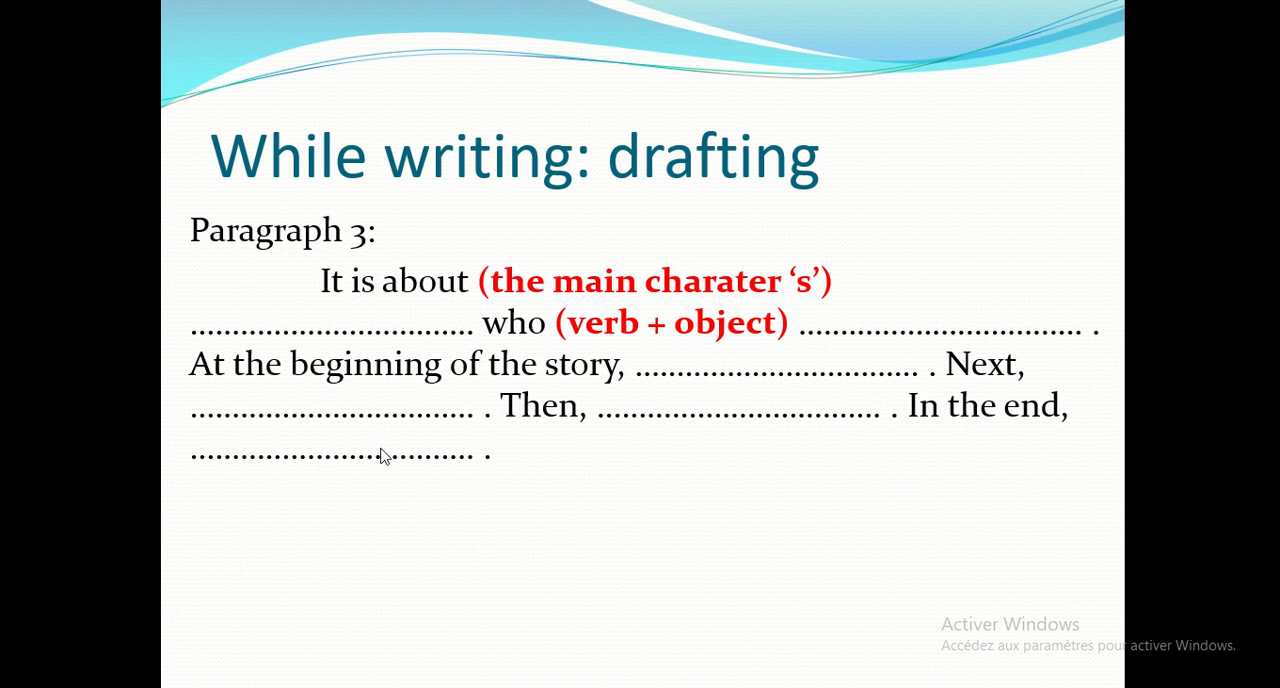 While writing: drafting
Paragraph 3:
It is about (the main charater ‘s’)
.................................. who (verb + object) .................................. .
At the beginning of the story, .................................. . Next,
.................................. . Then, .................................. . In the end,
.................................. .
Activer Windows
Accédez aux paramètres pour activer Windows.